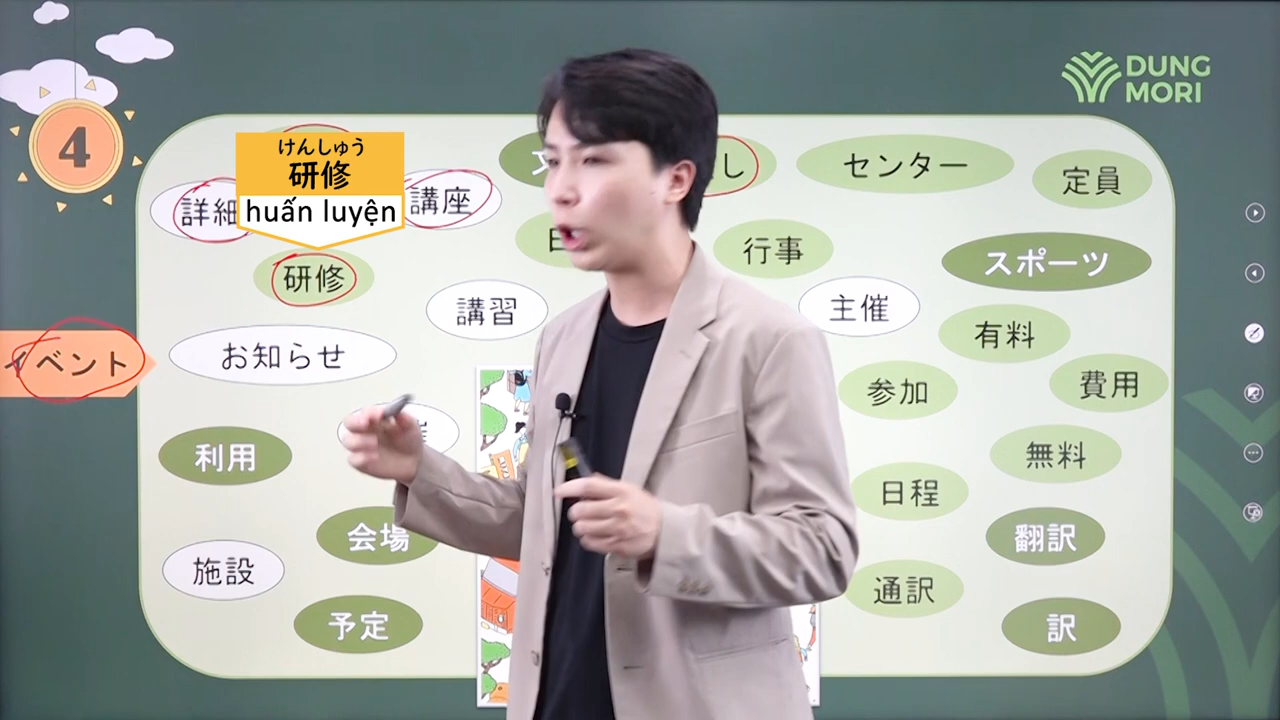 4
DUNG
MORI
けんしゅう
研修
huấn luyện
詳細
講座
し
センター
定員
研修
講習
行事
スポーツ
主催
有料
イベント
お知らせ
参加
費用
利用
無料
日程
会場
翻訳
施設
通訳
予定
訳